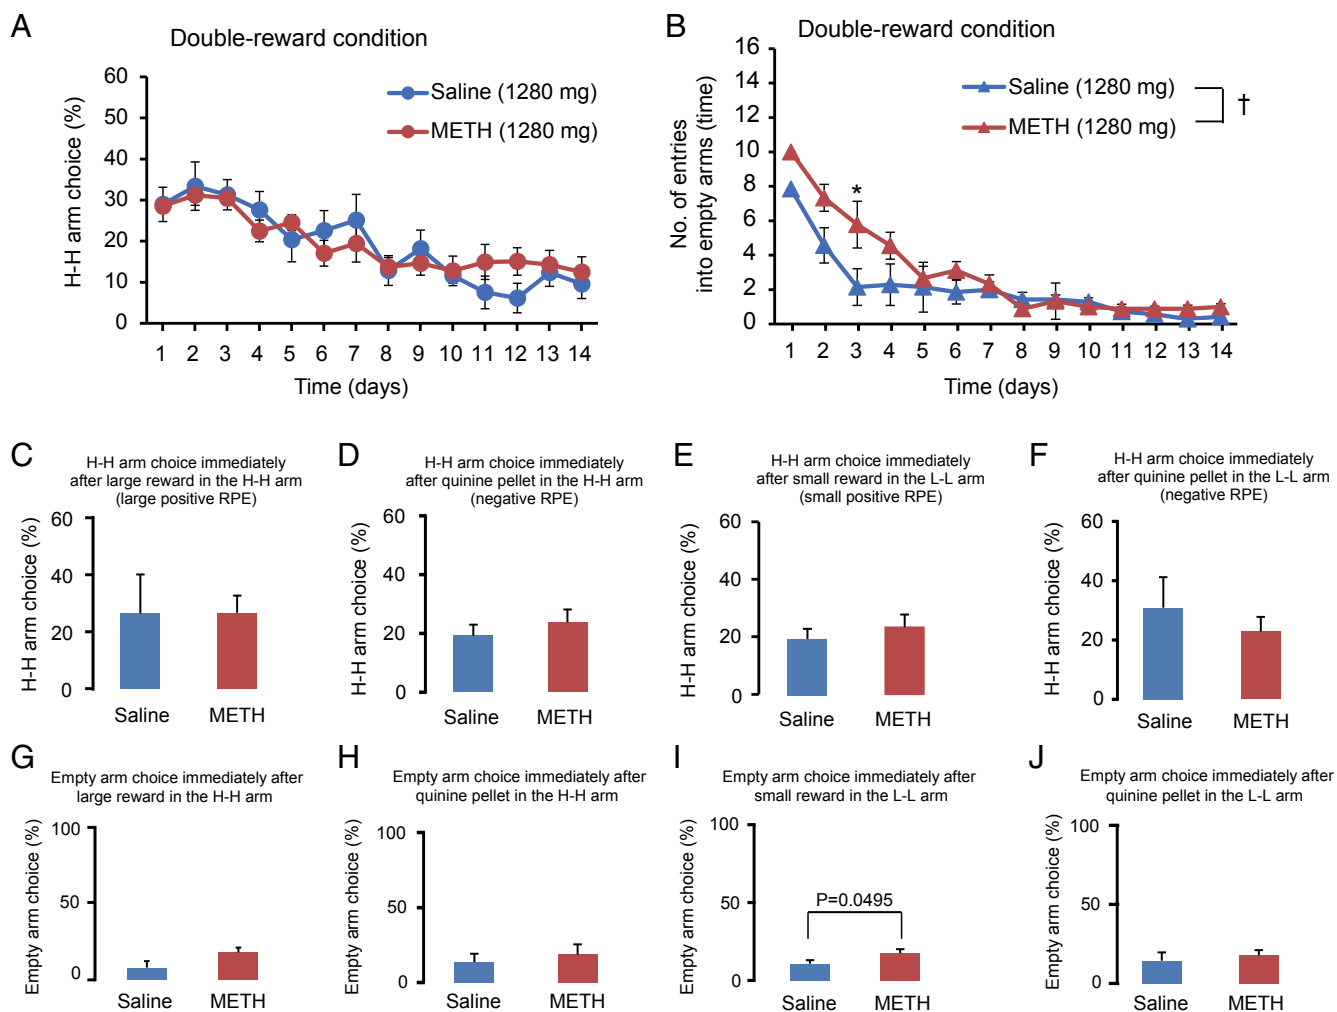 A
Double-reward condition
H-H arm choice (%)
60
50
40
30
20
10
0
Saline (1280 mg)
METH (1280 mg)
1 2 3 4 5 6 7 8 9 10 11 12 13 14
Time (days)
B
Double-reward condition
No. of entries
into empty arms (time)
16
14
12
10
8
6
4
2
0
Saline (1280 mg)
METH (1280 mg)
†
*
1 2 3 4 5 6 7 8 9 10 11 12 13 14
Time (days)
C
H-H arm choice immediately
after large reward in the H-H arm
(large positive RPE)
H-H arm choice (%)
60
40
20
0
Saline METH
D
H-H arm choice immediately
after quinine pellet in the H-H arm
(negative RPE)
H-H arm choice (%)
60
40
20
0
Saline METH
E
H-H arm choice immediately
after small reward in the L-L arm
(small positive RPE)
H-H arm choice (%)
60
40
20
0
Saline METH
F
H-H arm choice immediately
after quinine pellet in the L-L arm
(negative RPE)
H-H arm choice (%)
60
40
20
0
Saline METH
G
Empty arm choice immediately after
large reward in the H-H arm
Empty arm choice (%)
100
50
0
Saline METH
H
Empty arm choice immediately after
quinine pellet in the H-H arm
Empty arm choice (%)
100
50
0
Saline METH
I
Empty arm choice immediately after
small reward in the L-L arm
Empty arm choice (%)
100
50
0
P=0.0495
Saline METH
J
Empty arm choice immediately after
quinine pellet in the L-L arm
Empty arm choice (%)
100
50
0
Saline METH